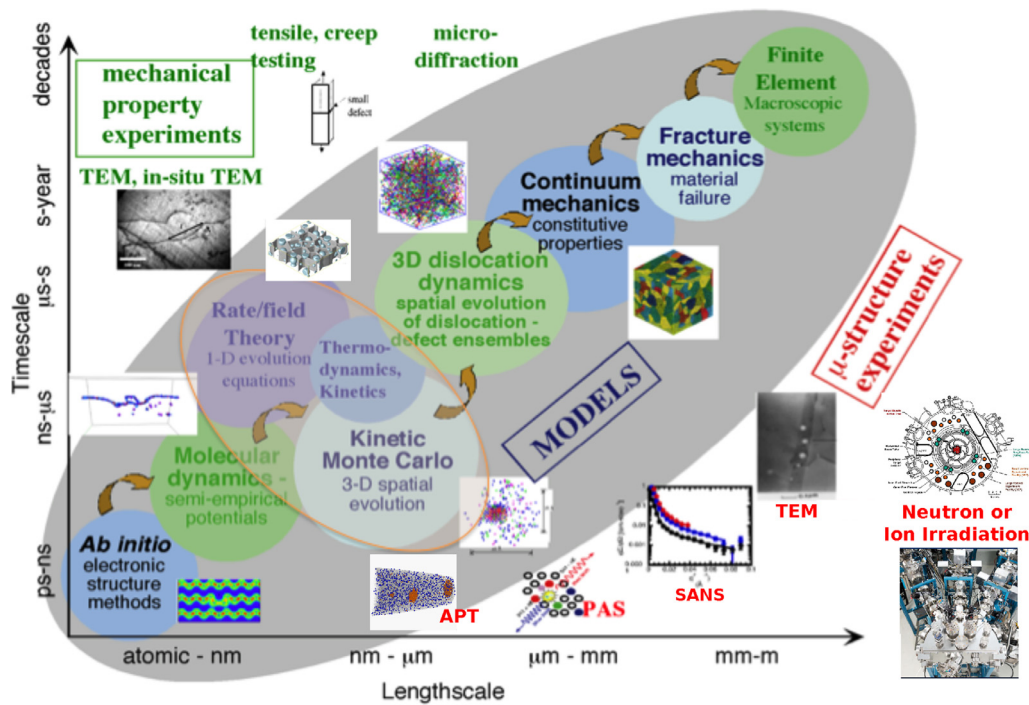 tensile, creep
testing
micro-
diffraction
mechanical
property
experiments
small
defect
TEM, in-situ TEM
Finite
Element
Macroscopic
systems
Fracture
mechanics
material
failure
Continuum
mechanics
constitutive
properties
3D dislocation
dynamics
spatial evolution
of dislocation -
defect ensembles
Rate/field
Theory
1-D evolution
equations
Thermo-
dynamics,
Kinetics
Kinetic
Monte Carlo
3-D spatial
evolution
Molecular
dynamics -
semi-empirical
potentials
Ab initio
electronic
structure
methods
MODELS
μ-structure
experiments
TEM
Neutron or
Ion Irradiation
APT
PAS
SANS
Timescale
decades
s-year
μs-s
ns-μs
ps-ns
atomic - nm
nm - μm
μm - mm
mm-m
Lengthscale